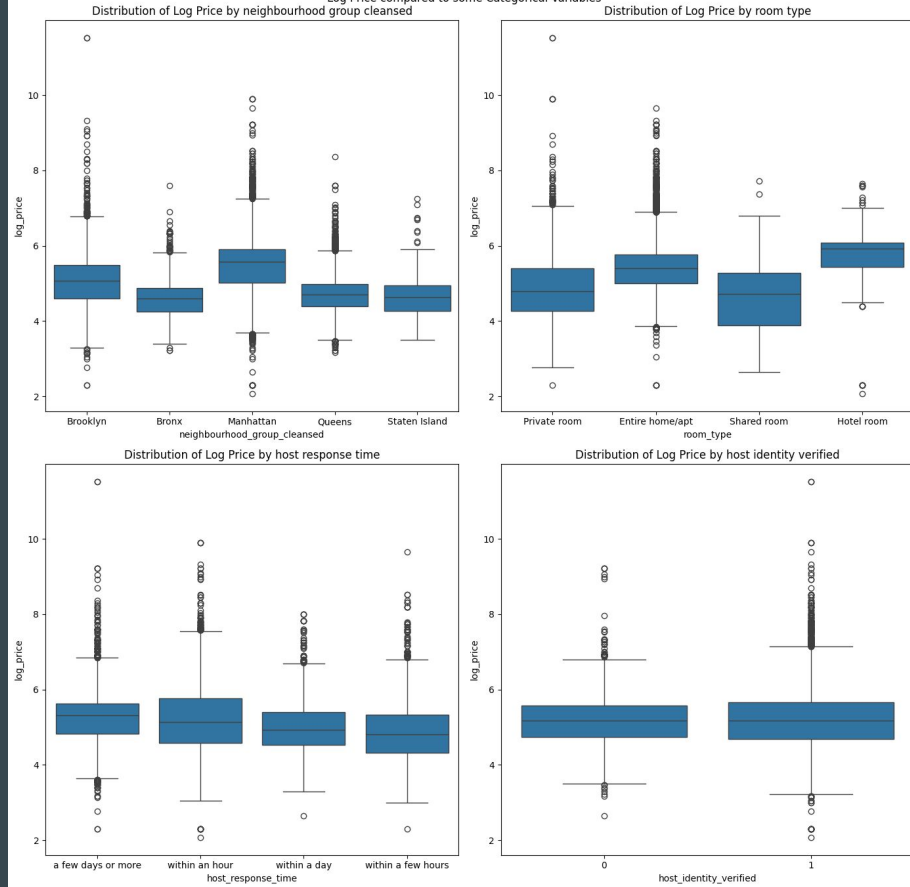 Log Price compared to some Categorical variables
Distribution of Log Price by neighbourhood group cleansed
log_price
10
8
6
4
2
Brooklyn Bronx Manhattan Queens Staten Island
neighbourhood_group_cleansed
Distribution of Log Price by room type
log_price
10
8
6
4
2
Private room Entire home/apt Shared room Hotel room
room_type
Distribution of Log Price by host response time
log_price
10
8
6
4
2
a few days or more within an hour within a day within a few hours
host_response_time
Distribution of Log Price by host identity verified
log_price
10
8
6
4
2
0 1
host_identity_verified